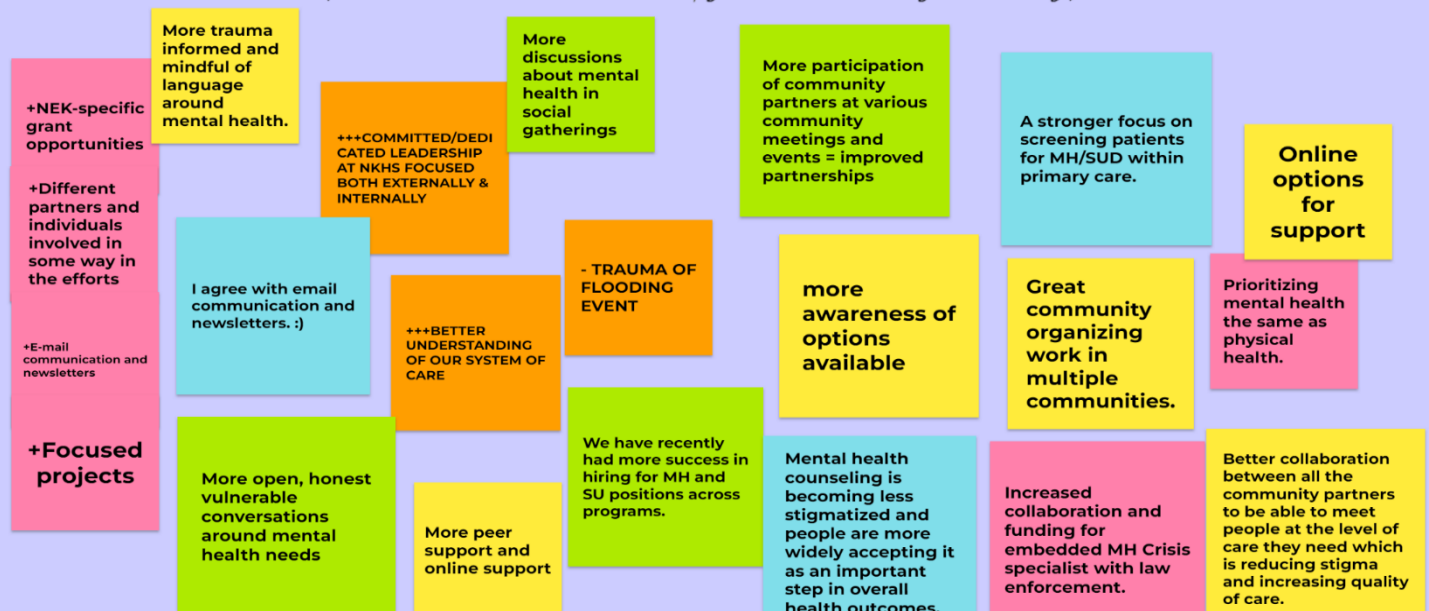 More trauma
informed and
mindful of
language
around
mental health.
+NEK-specific
grant
opportunities
+Different
partners and
individuals
involved in
some way in
the efforts
+E-mail
communication and
newsletters
+Focused
projects
+++COMMITTED/DEDI
CATED LEADERSHIP
AT NKHS FOCUSED
BOTH EXTERNALLY &
INTERNALLY
More
discussions
about mental
health in
social
gatherings
I agree with email
communication and
newsletters. :)
+++BETTER
UNDERSTANDING
OF OUR SYSTEM OF
CARE
- TRAUMA OF
FLOODING
EVENT
More open, honest
vulnerable
conversations
around mental
health needs
More peer
support and
online support
We have recently
had more success in
hiring for MH and
SU positions across
programs.
More participation
of community
partners at various
community
meetings and
events = improved
partnerships
more
awareness of
options
available
Mental health
counseling is
becoming less
stigmatized and
people are more
widely accepting it
as an important
step in overall
health outcomes.
A stronger focus on
screening patients
for MH/SUD within
primary care.
Online
options
for
support
Great
community
organizing
work in
multiple
communities.
Prioritizing
mental health
the same as
physical
health.
Increased
collaboration and
funding for
embedded MH Crisis
specialist with law
enforcement.
Better collaboration
between all the
community partners
to be able to meet
people at the level of
care they need which
is reducing stigma
and increasing quality
of care.